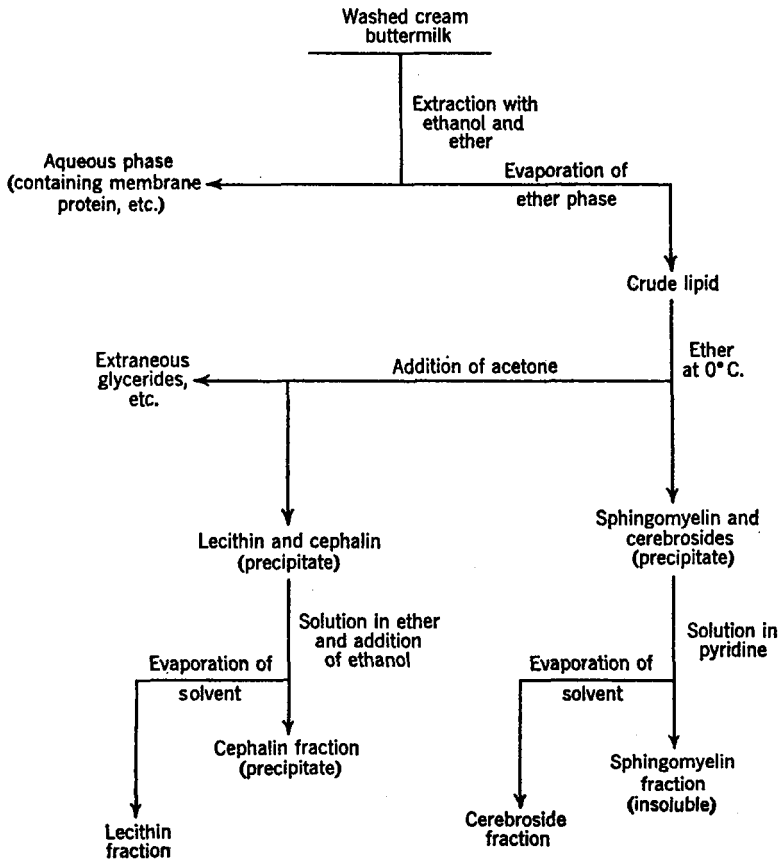 Washed cream
buttermilk
Extraction with
ethanol and
ether
Aqueous phase
(containing membrane
protein, etc.)
Evaporation of
ether phase
Crude lipid
Ether
at 0° C.
Extraneous
glycerides,
etc.
Addition of acetone
Lecithin and cephalin
(precipitate)
Sphingomyelin and
cerebrosides
(precipitate)
Solution in ether
and addition
of ethanol
Solution in
pyridine
Evaporation of
solvent
Evaporation of
solvent
Cephalin fraction
(precipitate)
Sphingomyelin
fraction
(insoluble)
Lecithin
fraction
Cerebroside
fraction